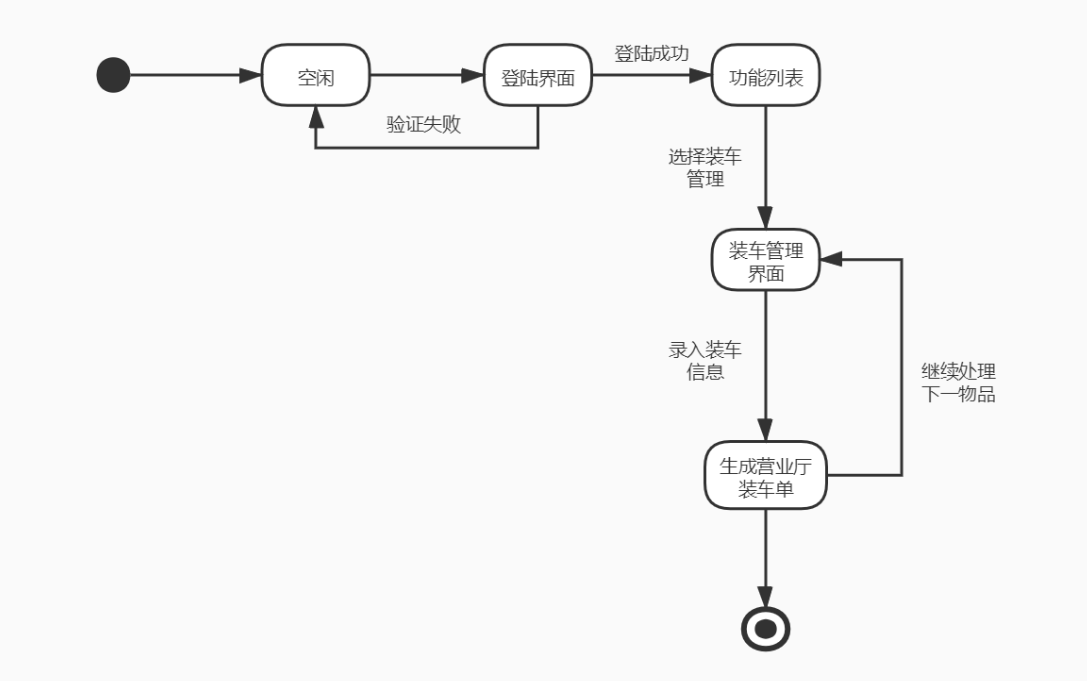 登陆成功
空闲
登陆界面
功能列表
验证失败
选择装车
管理
装车管理
界面
录入装车
信息
继续处理
下一物品
生成营业厅
装车单